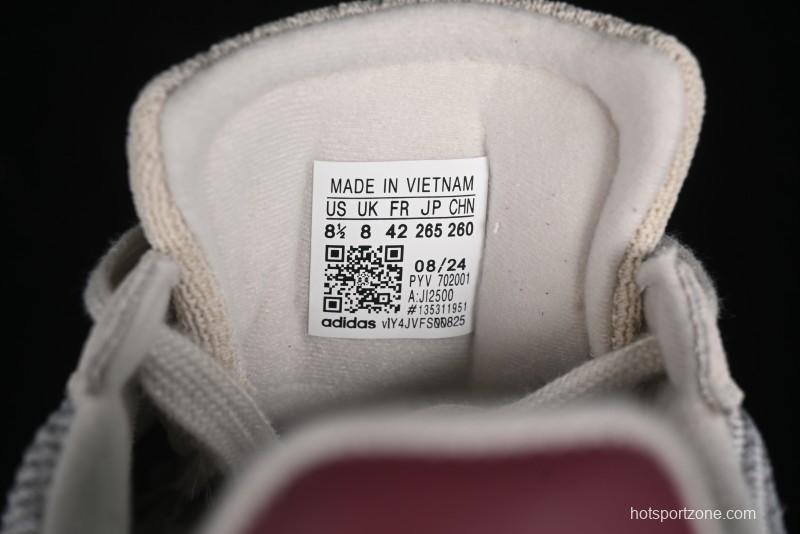 MADE IN VIETNAM
US UK FR JP CHN
8½ 8 42 265 260
08/24
PYV 702001
A:JI2500
#135311951
adidas
hotsportzone.com